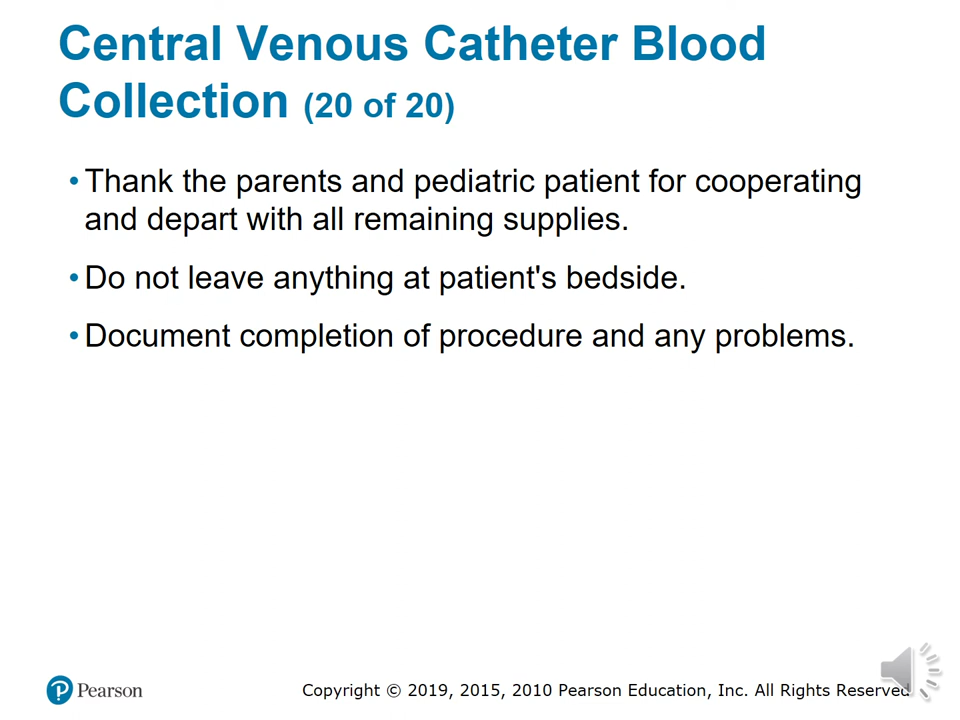 Central Venous Catheter Blood
Collection (20 of 20)
• Thank the parents and pediatric patient for cooperating
and depart with all remaining supplies.
• Do not leave anything at patient's bedside.
• Document completion of procedure and any problems.
Pearson
Copyright © 2019, 2015, 2010 Pearson Education, Inc. All Rights Reserved